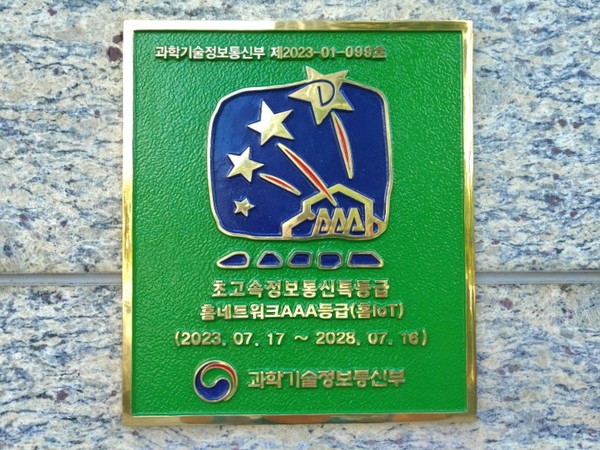 과학기술정보통신부 제2023-01-099호
D
AAA
초고속정보통신특등급
홈네트워크AAA등급(홈IoT)
(2023. 07. 17 ~ 2028. 07. 16)
과학기술정보통신부